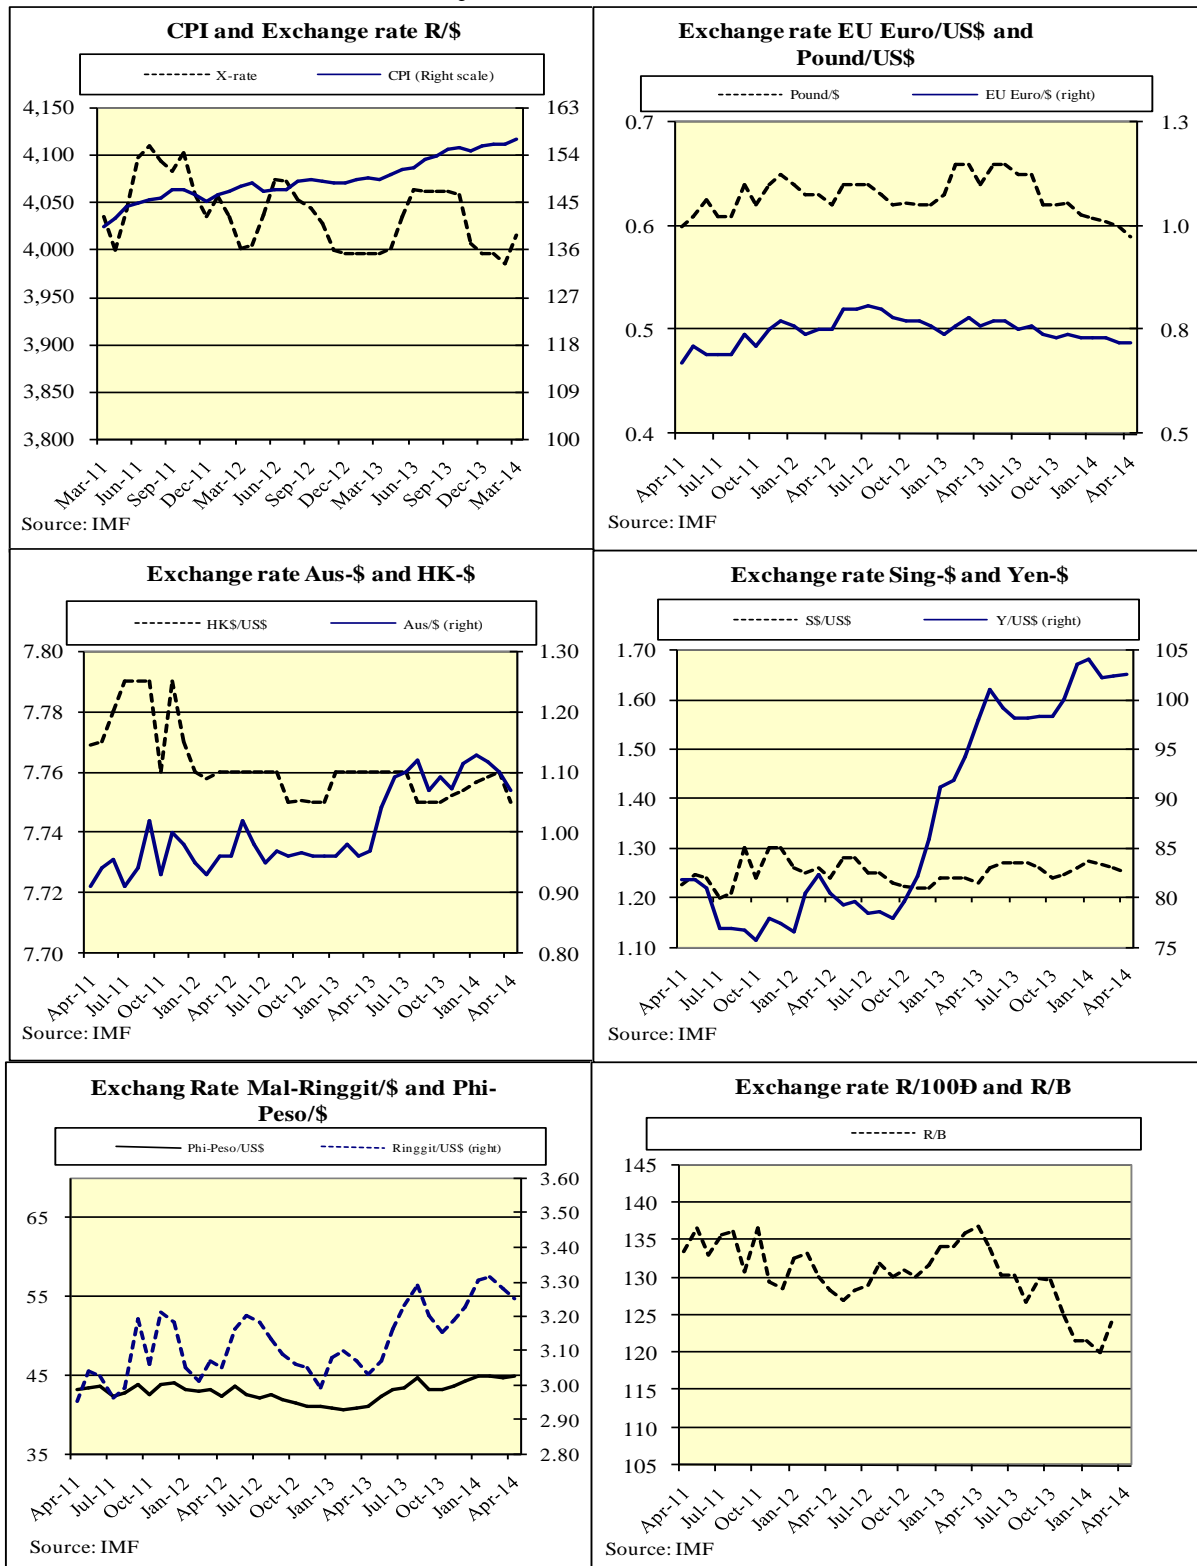 CPI and Exchange rate R/$
X-rate CPI (Right scale)
4,150
4,100
4,050
4,000
3,950
3,900
3,850
3,800
163
154
145
136
127
118
109
100
Mar-11 Jun-11 Sep-11 Dec-11 Mar-12 Jun-12 Sep-12 Dec-12 Mar-13 Jun-13 Sep-13 Dec-13 Mar-14
Source: IMF
Exchange rate EU Euro/US$ and
Pound/US$
Pound/$ EU Euro/$ (right)
0.7
0.6
0.5
0.4
1.3
1.0
0.8
0.5
Apr-11 Jul-11 Oct-11 Jan-12 Apr-12 Jul-12 Oct-12 Jan-13 Apr-13 Jul-13 Oct-13 Jan-14 Apr-14
Source: IMF
Exchange rate Aus-$ and HK-$
HK$/US$ Aus/$ (right)
7.80
7.78
7.76
7.74
7.72
7.70
1.30
1.20
1.10
1.00
0.90
0.80
Apr-11 Jul-11 Oct-11 Jan-12 Apr-12 Jul-12 Oct-12 Jan-13 Apr-13 Jul-13 Oct-13 Jan-14 Apr-14
Source: IMF
Exchange rate Sing-$ and Yen-$
S$/US$ Y/US$ (right)
1.70
1.60
1.50
1.40
1.30
1.20
1.10
105
100
95
90
85
80
75
Apr-11 Jul-11 Oct-11 Jan-12 Apr-12 Jul-12 Oct-12 Jan-13 Apr-13 Jul-13 Oct-13 Jan-14 Apr-14
Source: IMF
Exchang Rate Mal-Ringgit/$ and Phi-
Peso/$
Phi-Peso/US$ Ringgit/US$ (right)
65
55
45
35
3.60
3.50
3.40
3.30
3.20
3.10
3.00
2.90
2.80
Apr-11 Jul-11 Oct-11 Jan-12 Apr-12 Jul-12 Oct-12 Jan-13 Apr-13 Jul-13 Oct-13 Jan-14 Apr-14
Source: IMF
Exchange rate R/100Đ and R/B
R/B
145
140
135
130
125
120
115
110
105
Apr-11 Jul-11 Oct-11 Jan-12 Apr-12 Jul-12 Oct-12 Jan-13 Apr-13 Jul-13 Oct-13 Jan-14 Apr-14
Source: IMF